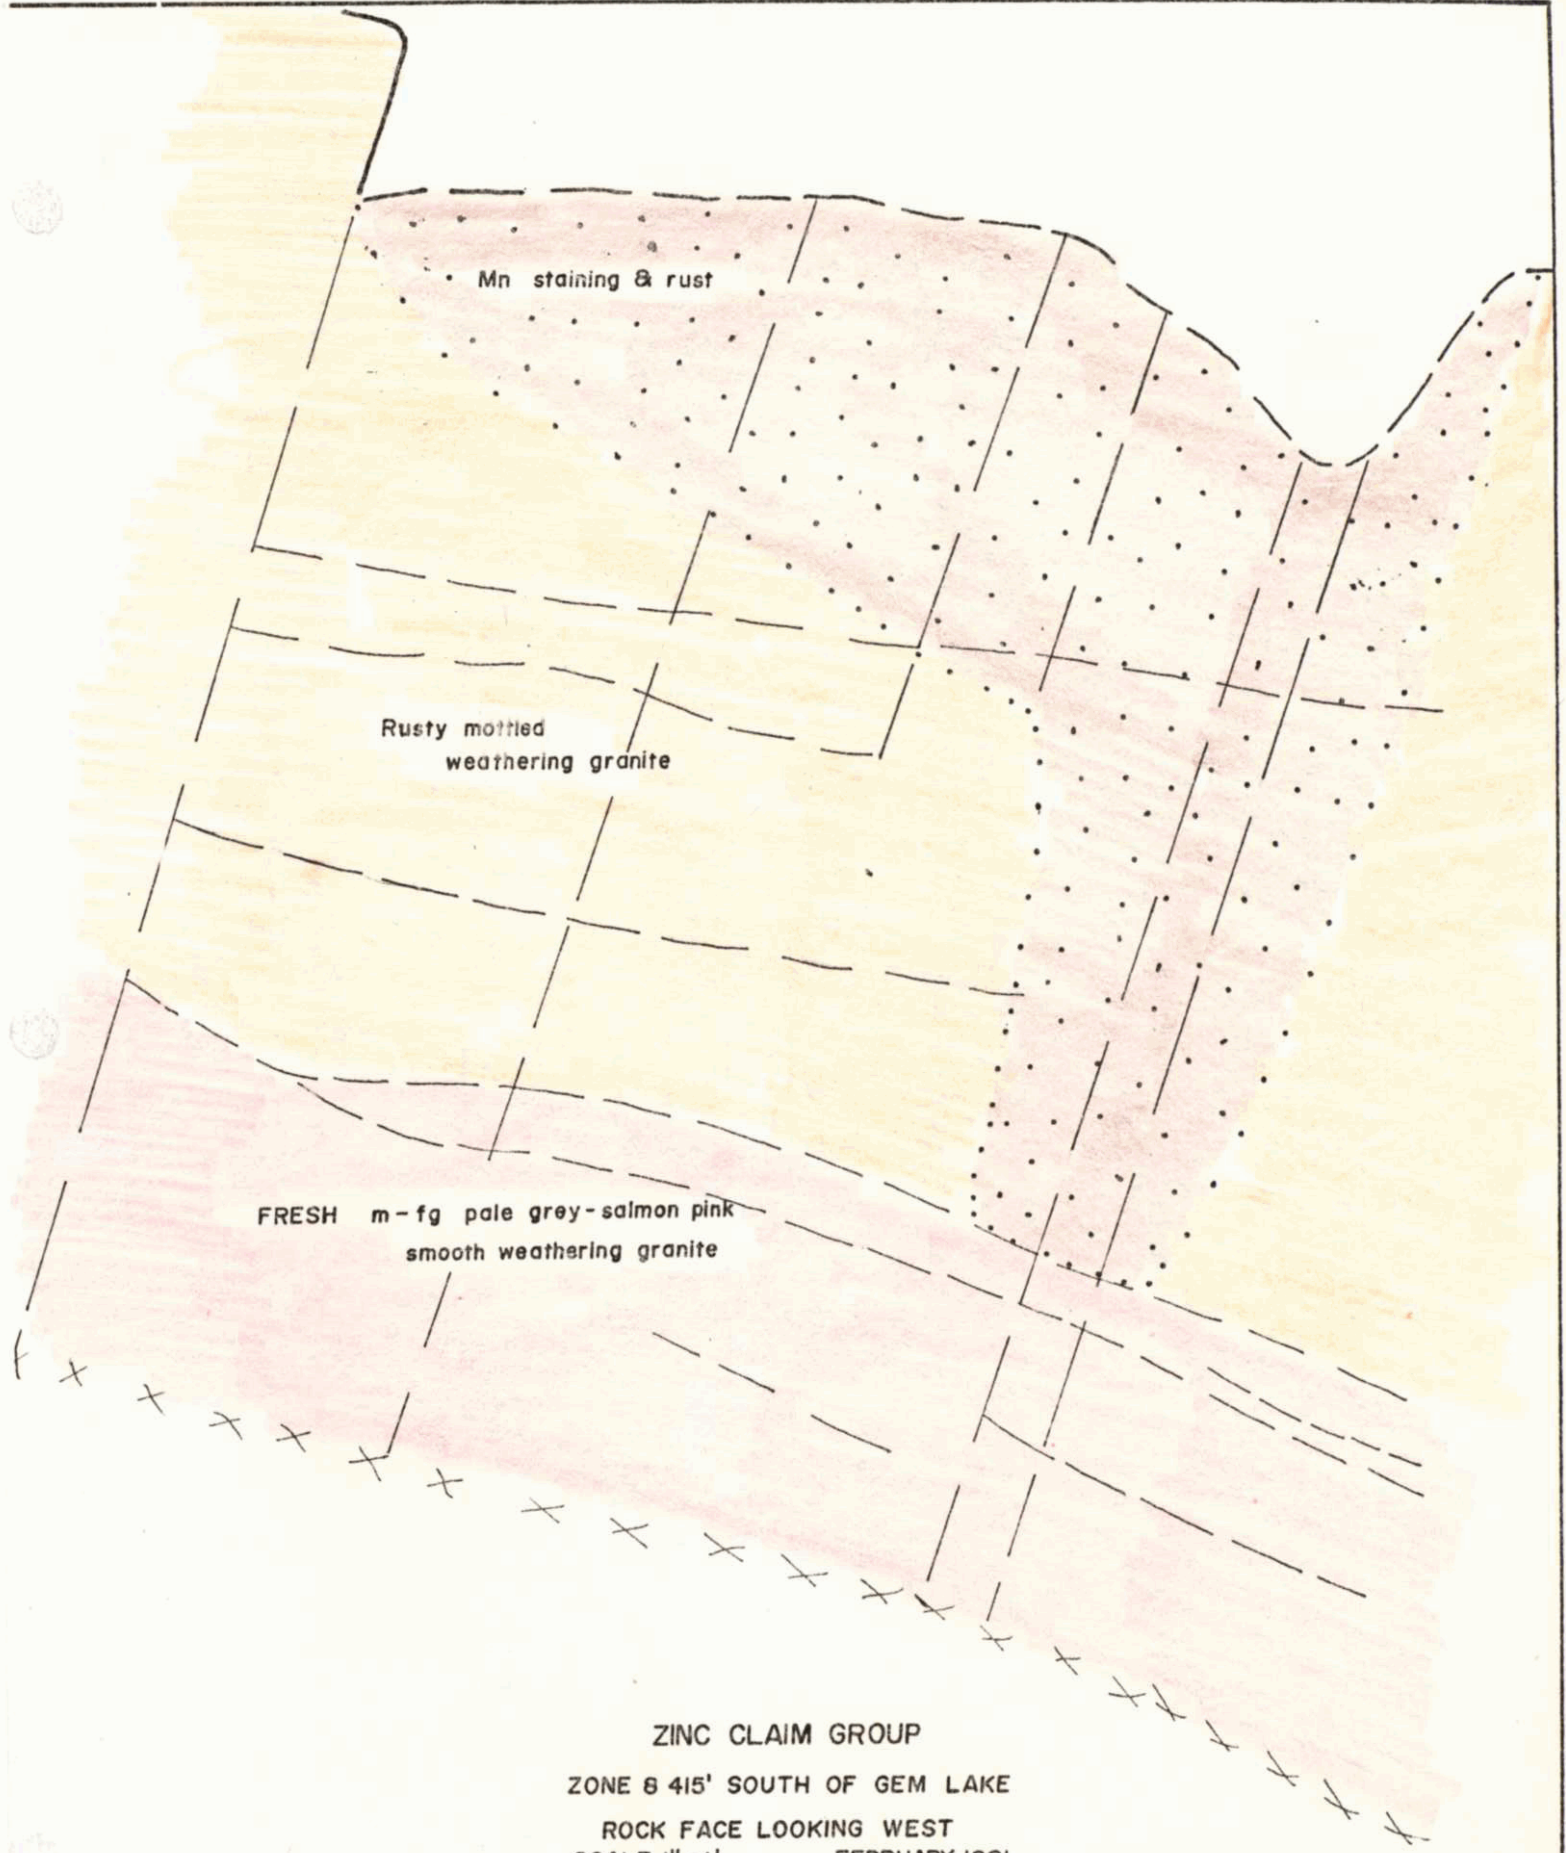 Mn staining & rust
Rusty mottled
weathering granite
FRESH m-fg pale grey-salmon pink
smooth weathering granite
ZINC CLAIM GROUP
ZONE 8 415' SOUTH OF GEM LAKE
ROCK FACE LOOKING WEST
FEBRUARY